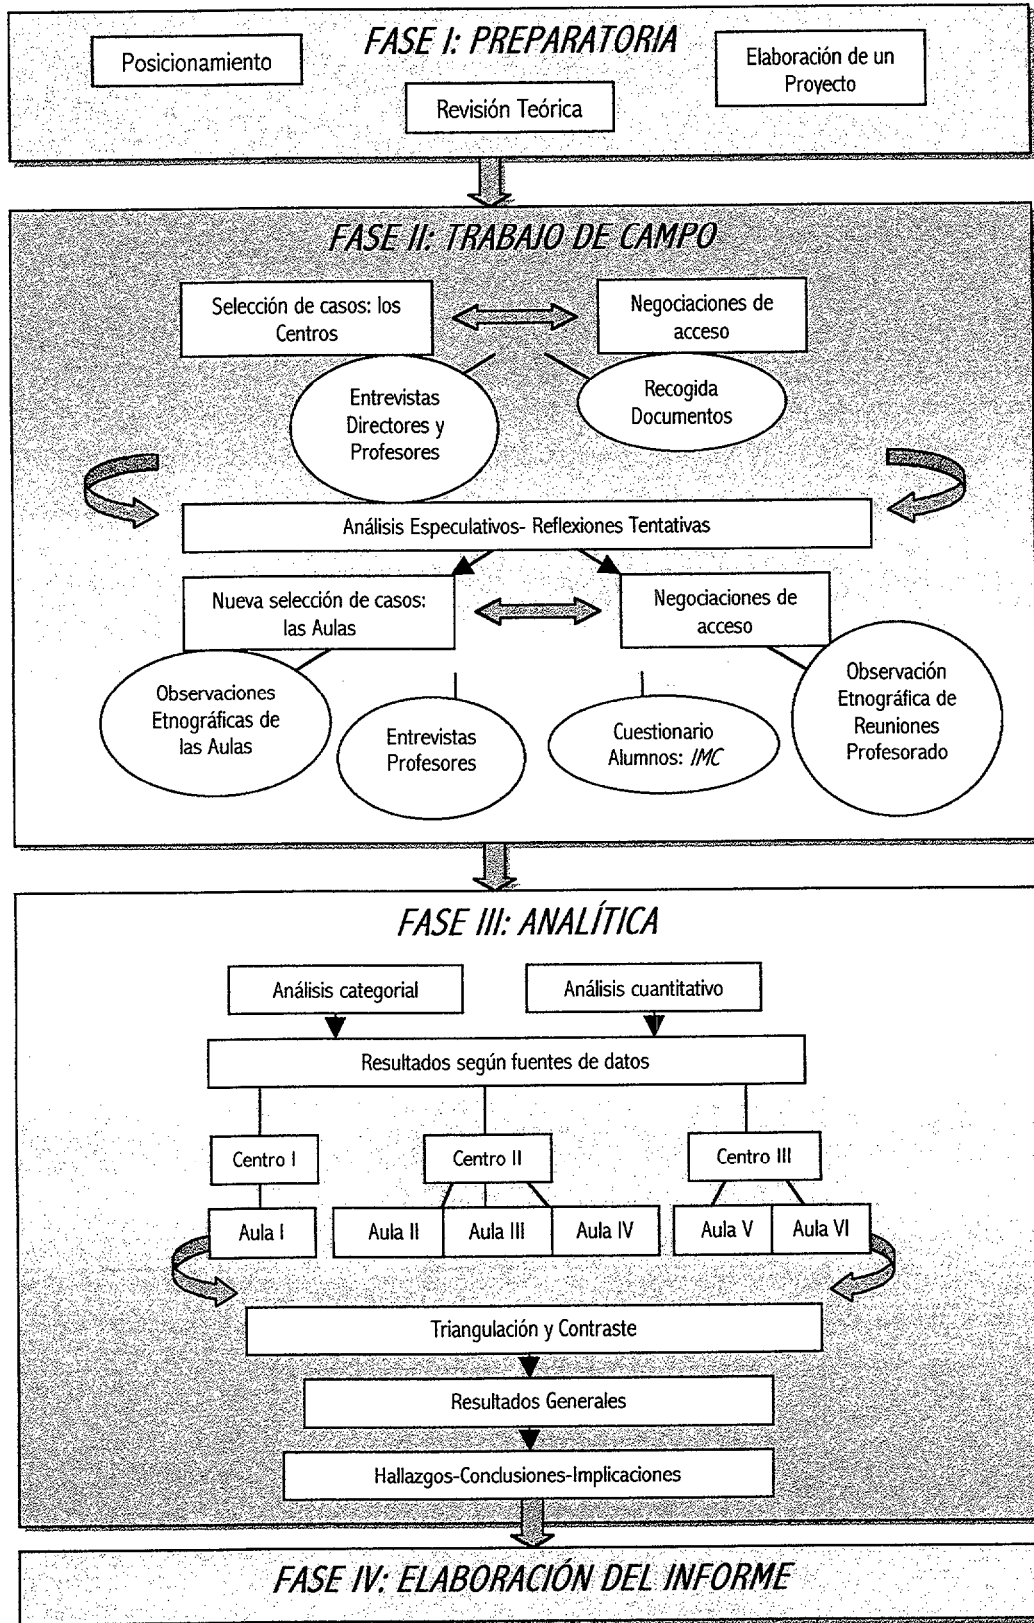 FASE I: PREPARATORIA
Posicionamiento
Revisión Teórica
Elaboración de un
Proyecto
FASE II: TRABAJO DE CAMPO
Selección de casos: los
Centros
Negociaciones de
acceso
Entrevistas
Directores y
Profesores
Recogida
Documentos
Análisis Especulativos- Reflexiones Tentativas
Nueva selección de casos:
las Aulas
Negociaciones de
acceso
Observaciones
Etnográficas de
las Aulas
Entrevistas
Profesores
Cuestionario
Alumnos: IMC
Observación
Etnográfica de
Reuniones
Profesorado
FASE III: ANALÍTICA
Análisis categorial
Análisis cuantitativo
Resultados según fuentes de datos
Centro I
Centro II
Centro III
Aula I
Aula II
Aula III
Aula IV
Aula V
Aula VI
Triangulación y Contraste
Resultados Generales
Hallazgos-Conclusiones-Implicaciones
FASE IV: ELABORACIÓN DEL INFORME